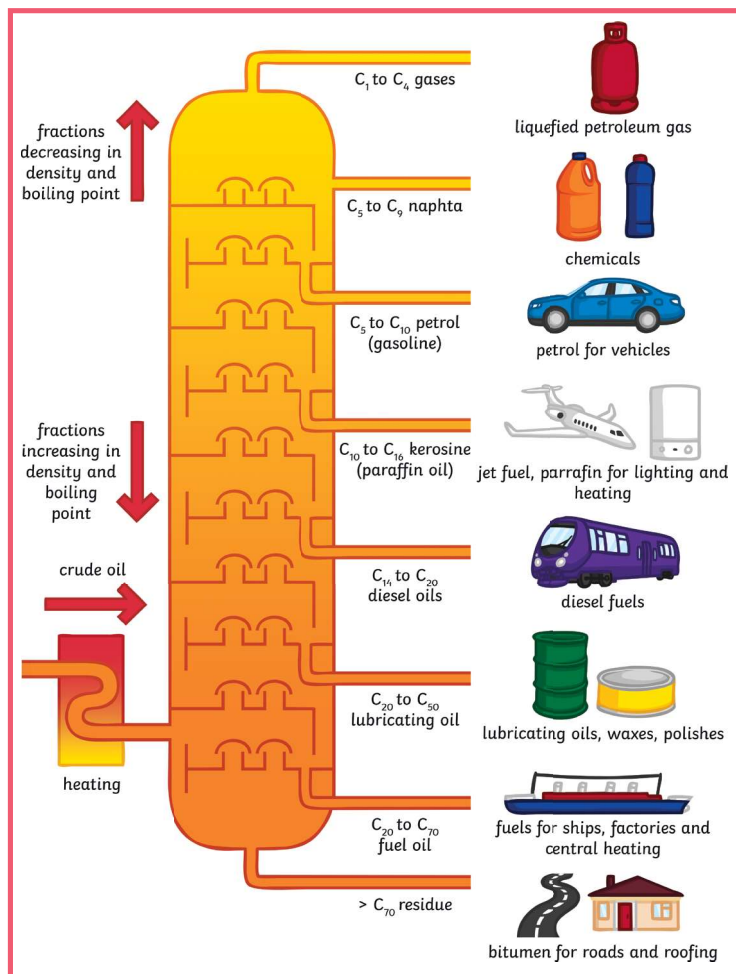 C₁ to C₄ gases
liquefied petroleum gas
fractions
decreasing in
density and
boiling point
C₅ to C₉ naphta
chemicals
C₅ to C₁₀ petrol
(gasoline)
petrol for vehicles
fractions
increasing in
density and
boiling
point
C₁₀ to C₁₆ kerosine
(paraffin oil)
jet fuel, parrafin for lighting and
heating
crude oil
C₁₄ to C₂₀
diesel oils
diesel fuels
heating
C₂₀ to C₅₀
lubricating oil
lubricating oils, waxes, polishes
C₂₀ to C₇₀
fuel oil
fuels for ships, factories and
central heating
> C₇₀ residue
bitumen for roads and roofing